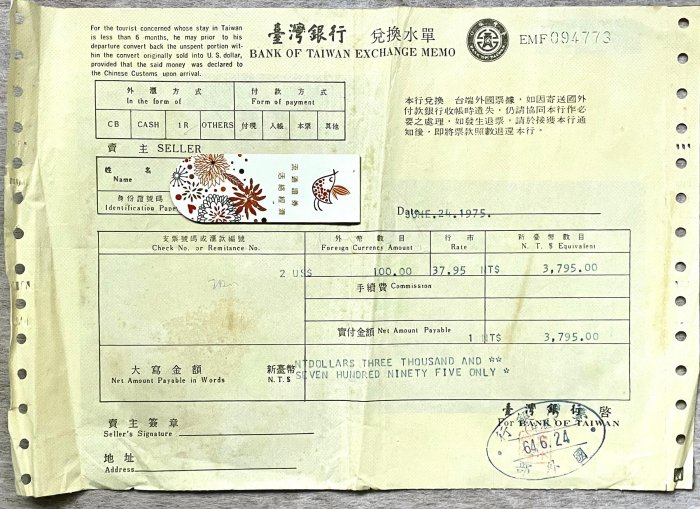 For the tourist concerned whose stay in Taiwan
is less than 6 months, he may prior to his
departure convert back the unspent portion with-
in the convert originally sold into U.S. dollar,
provided that the said money was declared to
the Chinese Customs upon arrival.
臺灣銀行 兌換水單
BANK OF TAIWAN EXCHANGE MEMO
EMF094773
外滙方式
In the form of
付款方式
Form of payment
CB CASH IR OTHERS 付現 入帳 本票 其他
本行兌換 台端外國票據,如因寄送國外
付款銀行收帳時遺失,仍請協同本行作必
要之處理,如發生退票,請於接獲本行通
知後,即將票款照數退還本行。
賣主 SELLER
姓名
Name
身份證號碼
Identification
Date
JUNE.24.1975.
支票號碼或滙款編號
Check No. or Remitance No.
外幣數目
Foreign Currency Amount
行市
Rate
新臺幣數目
N. T. $ Equivalent
2 US$ 100.00 37.95 NT$ 3,795.00
手續費 Commission
實付金額 Net Amount Payable
1 NT$ 3,795.00
大寫金額
Net Amount Payable in Words
新臺幣
N.T.$
NTDOLLARS THREE THOUSAND AND **
SEVEN HUNDRED NINETY FIVE ONLY *
賣主簽章
Seller's Signature
地址
Address
臺灣銀行 啓
For BANK OF TAIWAN
64.6.24